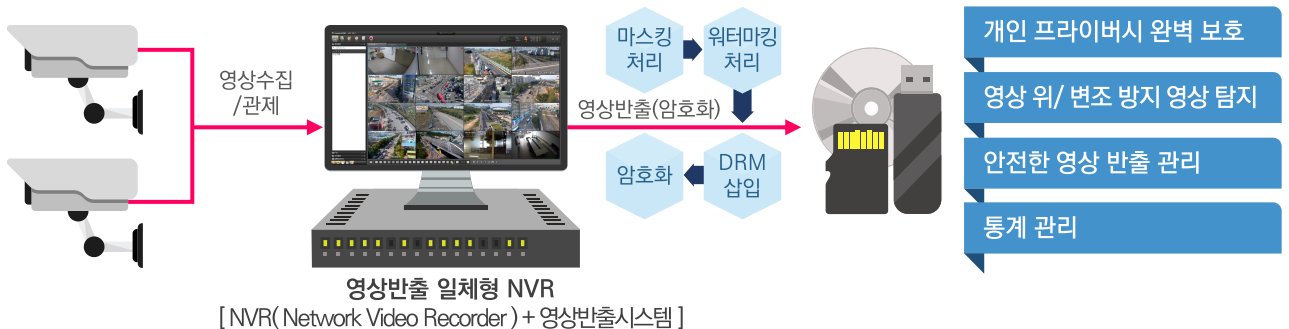 영상수집
/관제
영상반출 일체형 NVR
[ NVR( Network Video Recorder ) + 영상반출시스템 ]
마스킹
처리
워터마킹
처리
영상반출(암호화)
DRM
삽입
암호화
개인 프라이버시 완벽 보호
영상 위/ 변조 방지 영상 탐지
안전한 영상 반출 관리
통계 관리